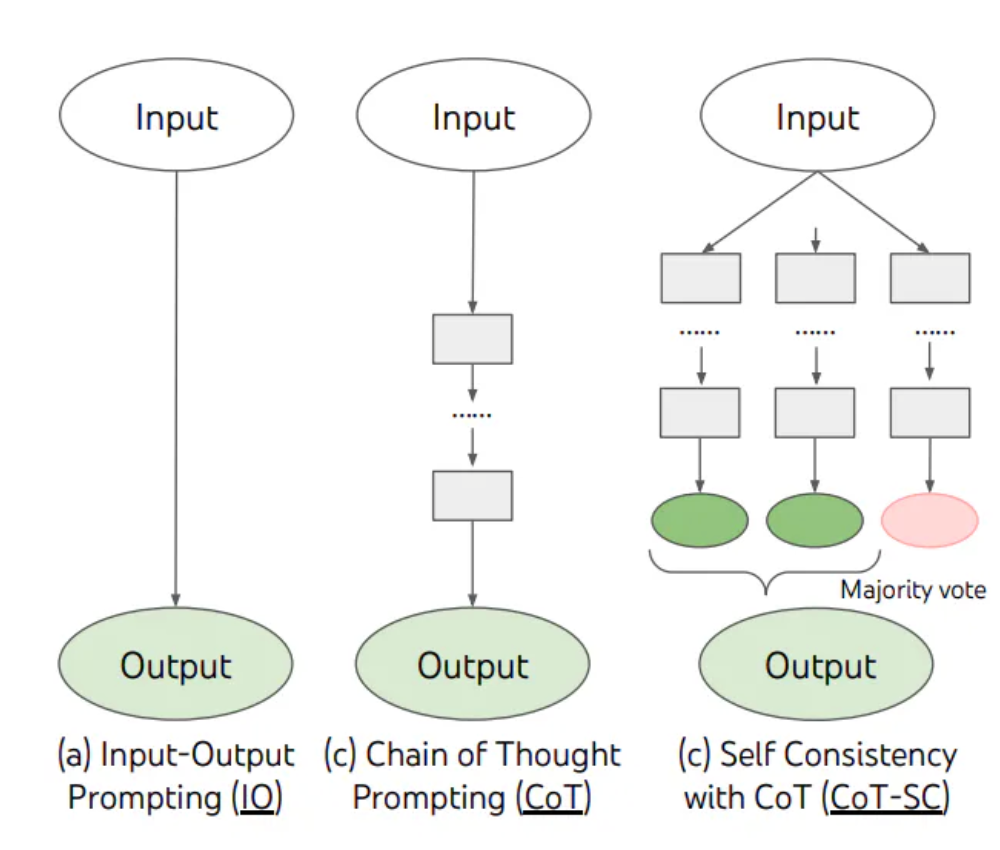 Input
Input
Input
......
......
......
......
Majority vote
Output
Output
Output
(a) Input-Output
Prompting (IO)
(c) Chain of Thought
Prompting (CoT)
(c) Self Consistency
with CoT (CoT-SC)